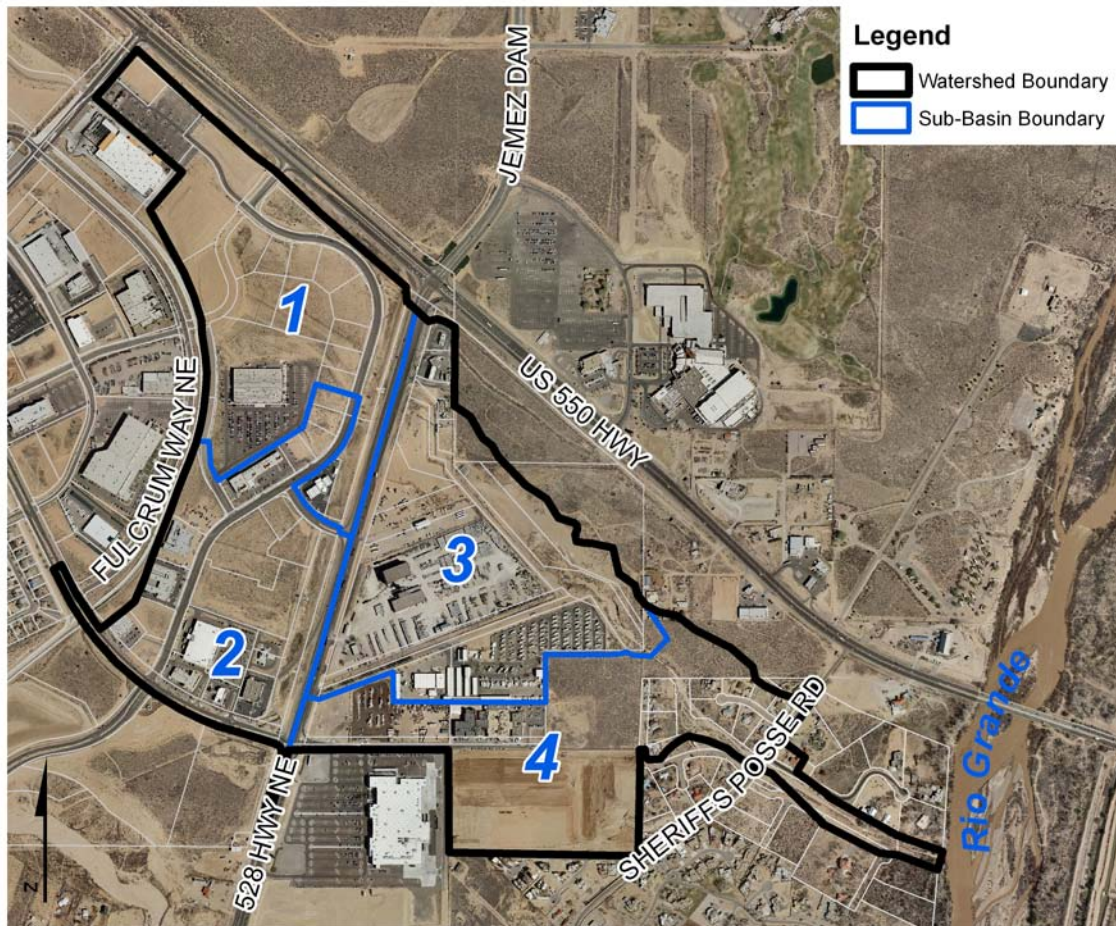 Legend
Watershed Boundary
Sub-Basin Boundary
JEMEZ DAM
1
FULCRUM WAY NE
US 550 HWY
3
2
4
528 HWY NE
SHERIFFS POSSE RD
Rio Grande
N